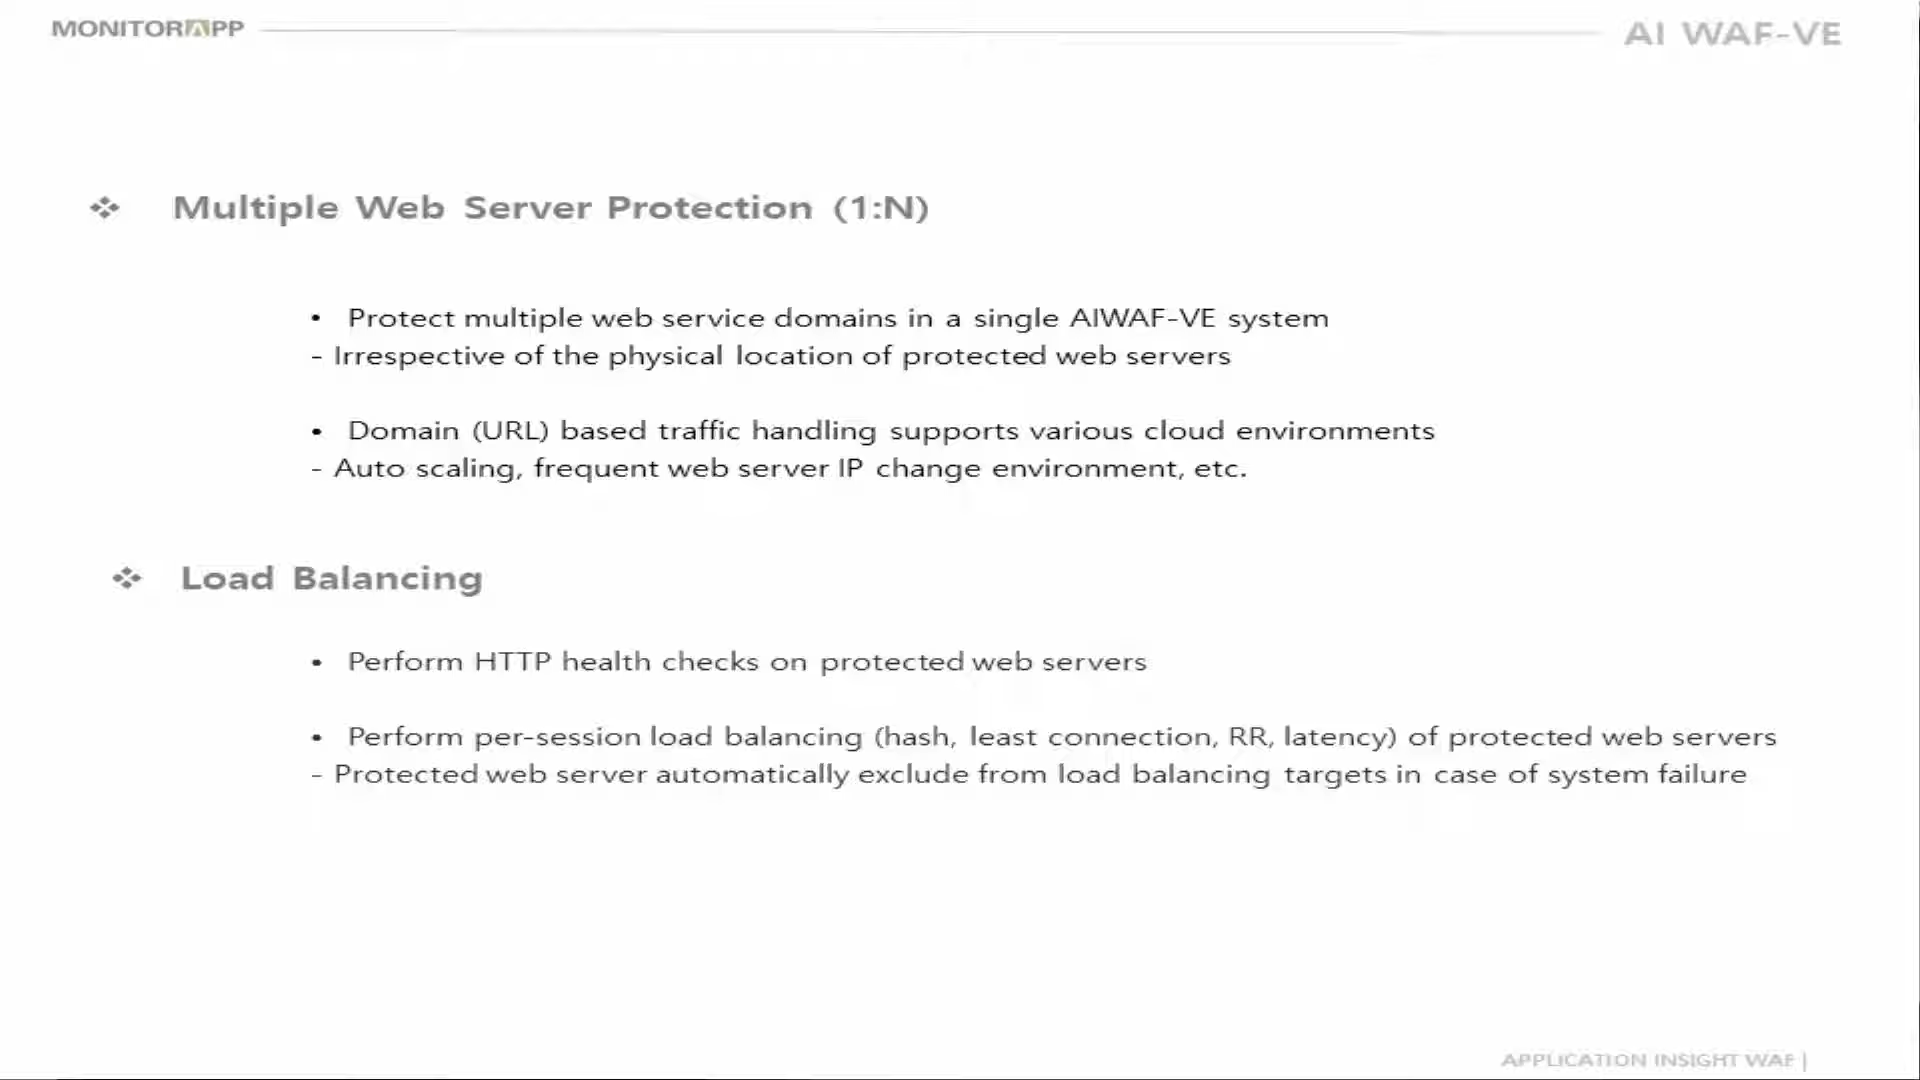 MONITORAPP
AI WAF-VE
❖ Multiple Web Server Protection (1:N)
• Protect multiple web service domains in a single AIWAF-VE system
- Irrespective of the physical location of protected web servers
• Domain (URL) based traffic handling supports various cloud environments
- Auto scaling, frequent web server IP change environment, etc.
❖ Load Balancing
• Perform HTTP health checks on protected web servers
• Perform per-session load balancing (hash, least connection, RR, latency) of protected web servers
- Protected web server automatically exclude from load balancing targets in case of system failure
APPLICATION INSIGHT WAF |